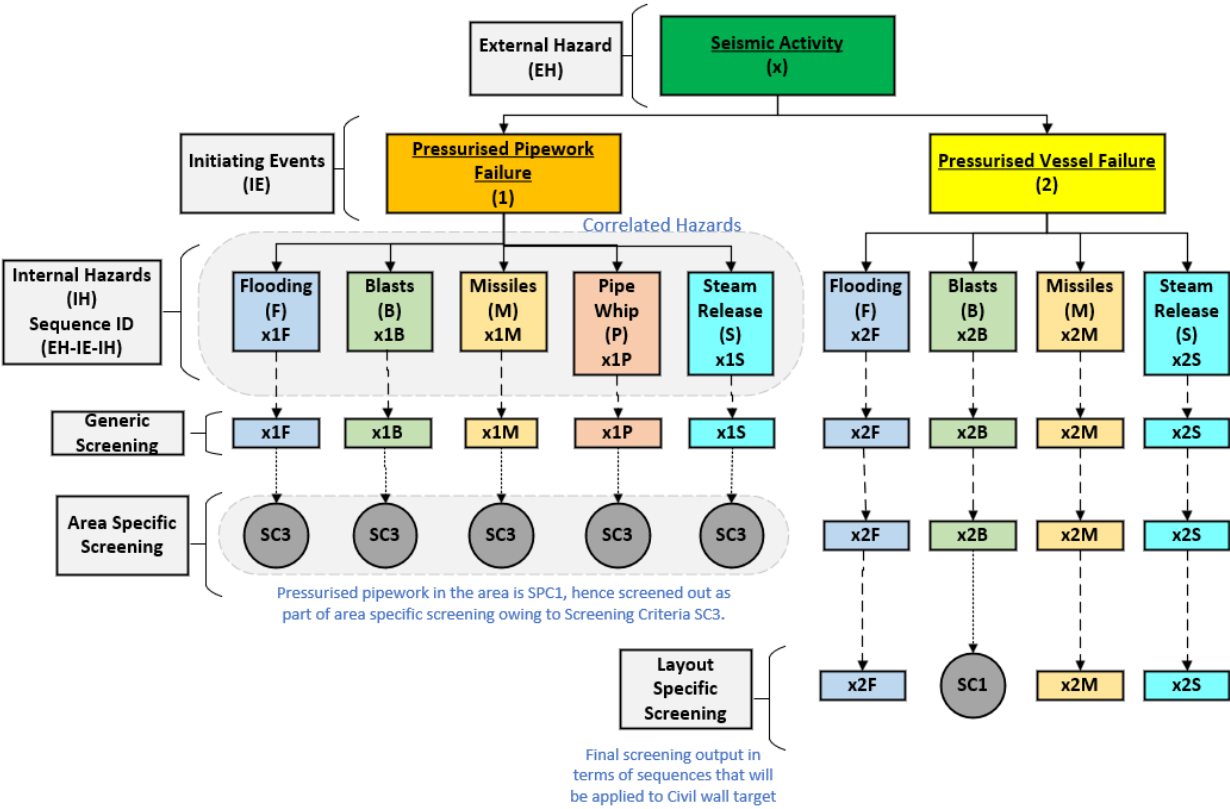 External Hazard
(EH)
Seismic Activity
(x)
Initiating Events
(IE)
Pressurised Pipework
Failure
(1)
Pressurised Vessel Failure
(2)
Correlated Hazards
Internal Hazards
(IH)
Sequence ID
(EH-IE-IH)
Flooding
(F)
x1F
Blasts
(B)
x1B
Missiles
(M)
x1M
Pipe
Whip
(P)
x1P
Steam
Release
(S)
x1S
Flooding
(F)
x2F
Blasts
(B)
x2B
Missiles
(M)
x2M
Steam
Release
(S)
x2S
Generic
Screening
x1F
x1B
x1M
x1P
x1S
x2F
x2B
x2M
x2S
Area Specific
Screening
SC3
SC3
SC3
SC3
SC3
x2F
x2B
x2M
x2S
Pressurised pipework in the area is SPC1, hence screened out as
part of area specific screening owing to Screening Criteria SC3.
Layout
Specific
Screening
x2F
SC1
x2M
x2S
Final screening output in
terms of sequences that will
be applied to Civil wall target